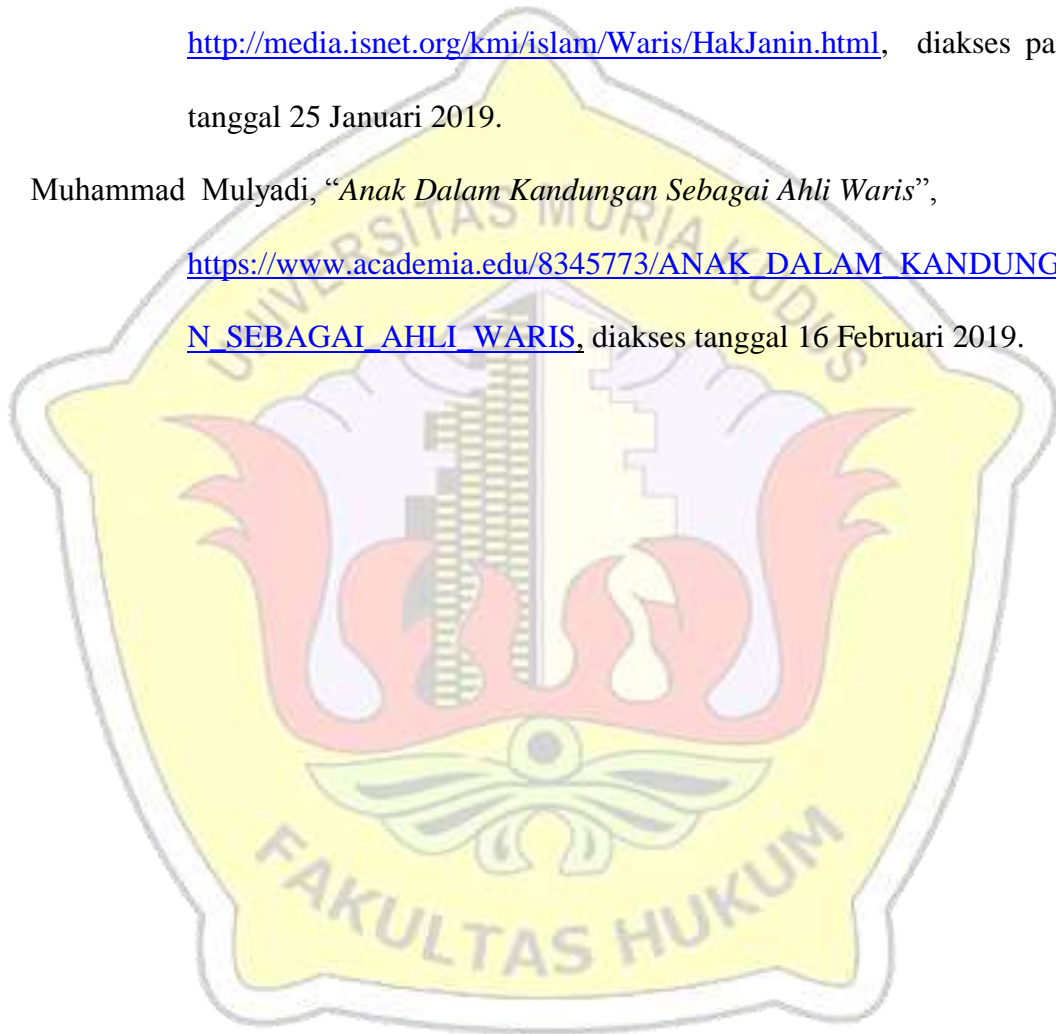 http://media.isnet.org/kmi/islam/Waris/HakJanin.html, diakses pa
tanggal 25 Januari 2019.
Muhammad Mulyadi, “Anak Dalam Kandungan Sebagai Ahli Waris”,
https://www.academia.edu/8345773/ANAK_DALAM_KANDUNG
N_SEBAGAI_AHLI_WARIS, diakses tanggal 16 Februari 2019.
UNIVERSITAS MURIA KUDUS
FAKULTAS HUKUM